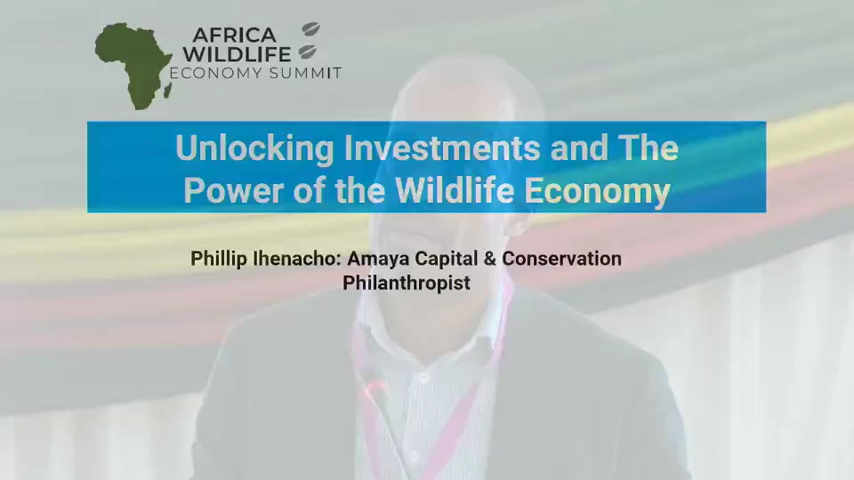 AFRICA
WILDLIFE
ECONOMY SUMMIT
Unlocking Investments and The
Power of the Wildlife Economy
Phillip Ihenacho: Amaya Capital & Conservation
Philanthropist